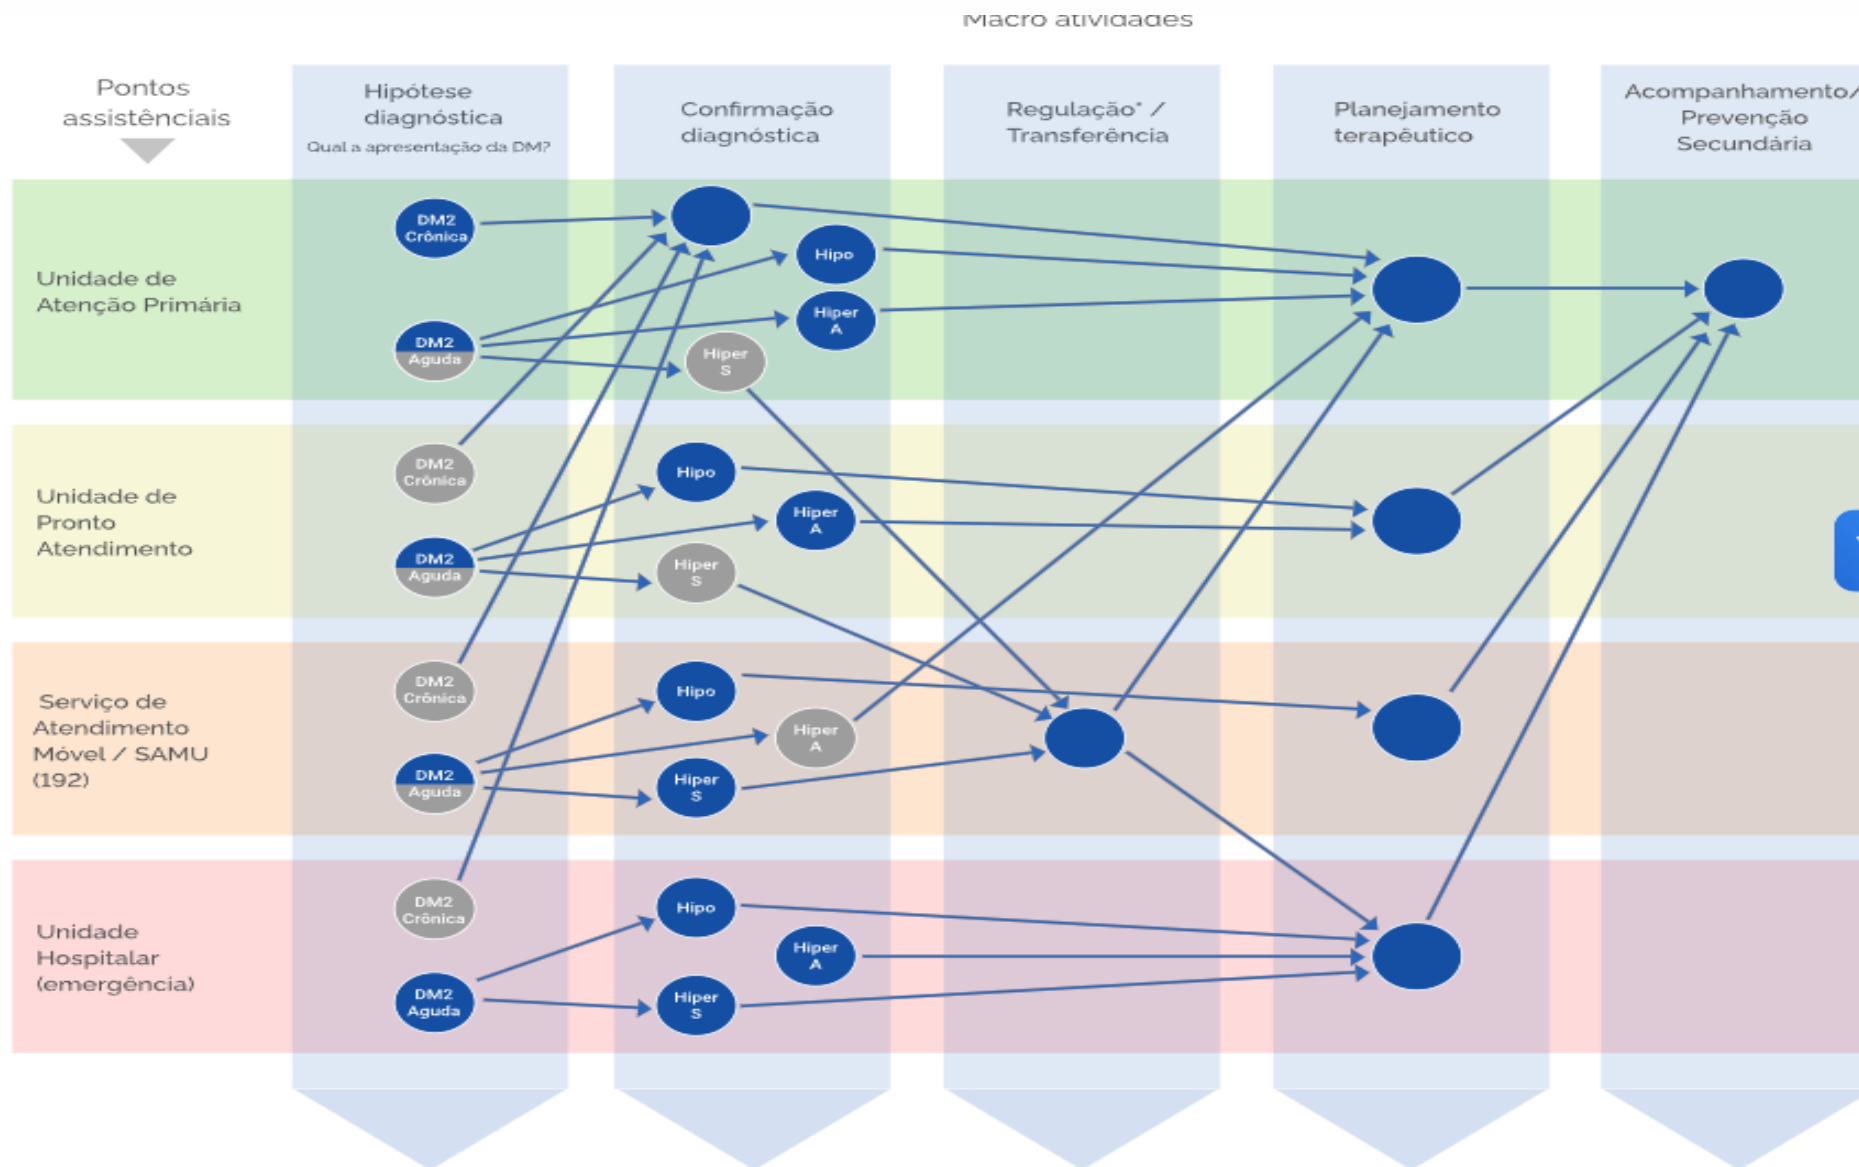 Macro atividades
Pontos
assistênciais
Hipótese
diagnóstica
Qual a apresentação da DM?
Confirmação
diagnóstica
Regulação* /
Transferência
Planejamento
terapêutico
Acompanhamento/
Prevenção
Secundária
Unidade de
Atenção Primária
DM2
Crônica
DM2
Aguda
Hipo
Hiper
A
Hiper
S
Unidade de
Pronto
Atendimento
DM2
Crônica
DM2
Aguda
Hipo
Hiper
A
Hiper
S
Serviço de
Atendimento
Móvel / SAMU
(192)
DM2
Crônica
DM2
Aguda
Hipo
Hiper
A
Hiper
S
Unidade
Hospitalar
(emergência)
DM2
Crônica
DM2
Aguda
Hipo
Hiper
A
Hiper
S